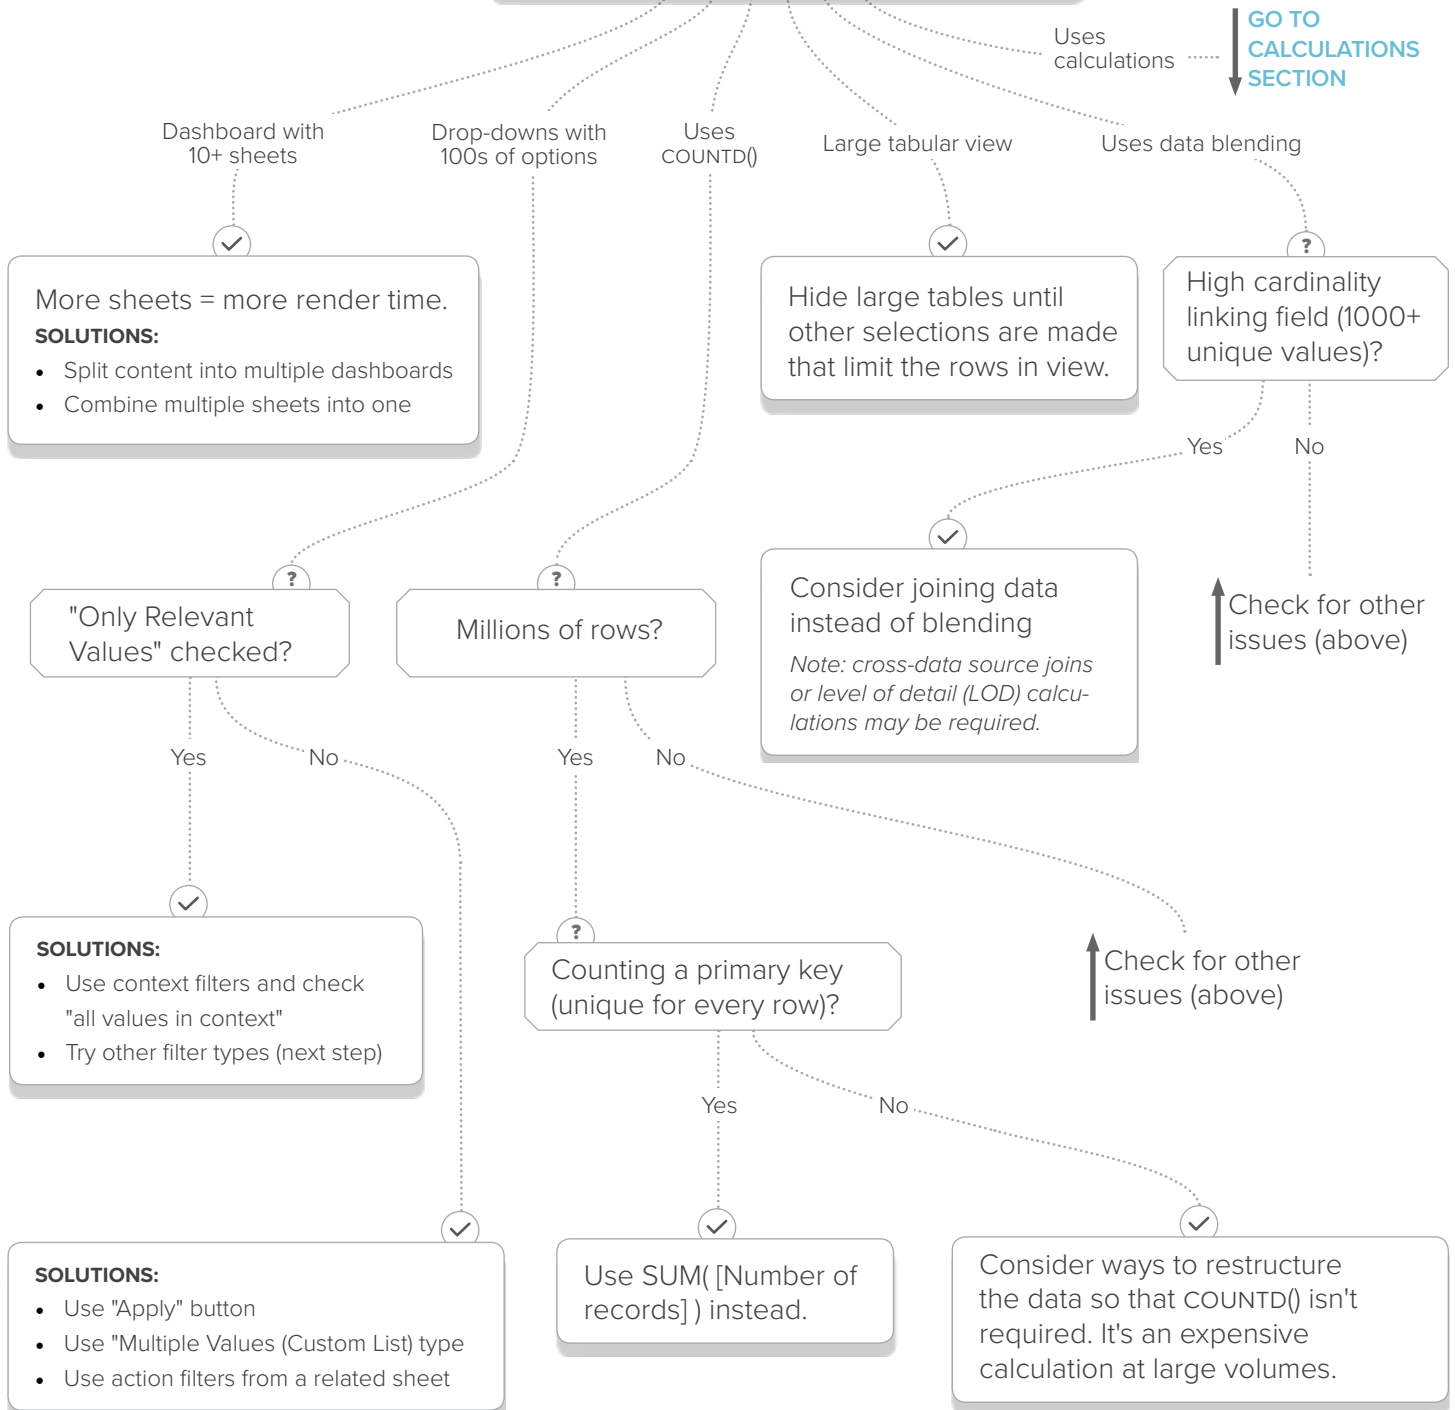 Uses
calculations
GO TO
CALCULATIONS
SECTION
Dashboard with
10+ sheets
Drop-downs with
100s of options
Uses
COUNTD()
Large tabular view
Uses data blending
More sheets = more render time.
SOLUTIONS:
• Split content into multiple dashboards
• Combine multiple sheets into one
Hide large tables until
other selections are made
that limit the rows in view.
?
High cardinality
linking field (1000+
unique values)?
Yes
No
Consider joining data
instead of blending
Note: cross-data source joins
or level of detail (LOD) calcu-
lations may be required.
Check for other
issues (above)
?
"Only Relevant
Values" checked?
?
Millions of rows?
Yes
No
Yes
No
SOLUTIONS:
• Use context filters and check
"all values in context"
• Try other filter types (next step)
?
Counting a primary key
(unique for every row)?
Check for other
issues (above)
Yes
No
SOLUTIONS:
• Use "Apply" button
• Use "Multiple Values (Custom List) type
• Use action filters from a related sheet
Use SUM( [Number of
records] ) instead.
Consider ways to restructure
the data so that COUNTD() isn't
required. It's an expensive
calculation at large volumes.